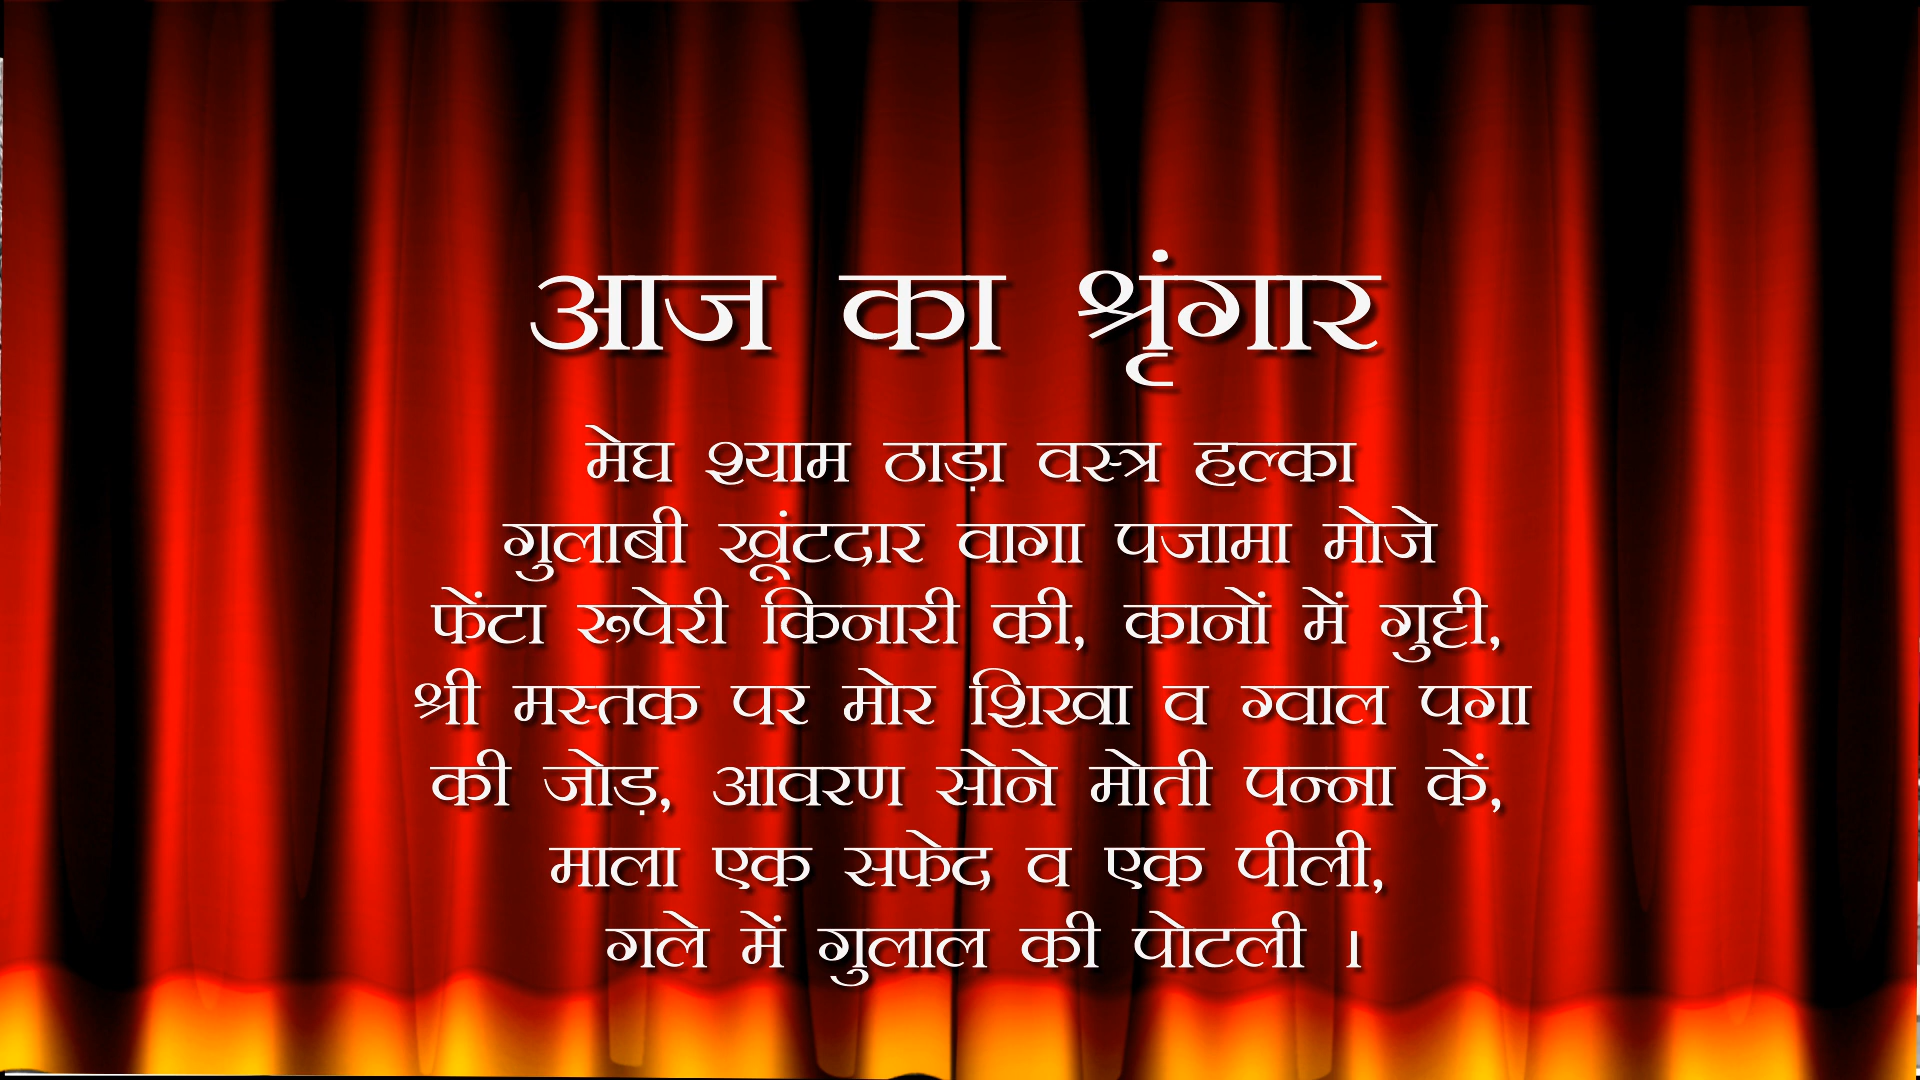 आज का श्रृंगार
मेघ श्याम ठाड़ा वस्त्र हल्का
गुलाबी खूंटदार वागा पजामा मोजे
फेंटा रूपेरी किनारी की, कानों में गुट्टी,
श्री मस्तक पर मोर शिखा व ग्वाल पगा
की जोड़, आवरण सोने मोती पन्ना कें,
माला एक सफेद व एक पीली,
गले में गुलाल की पोटली ।